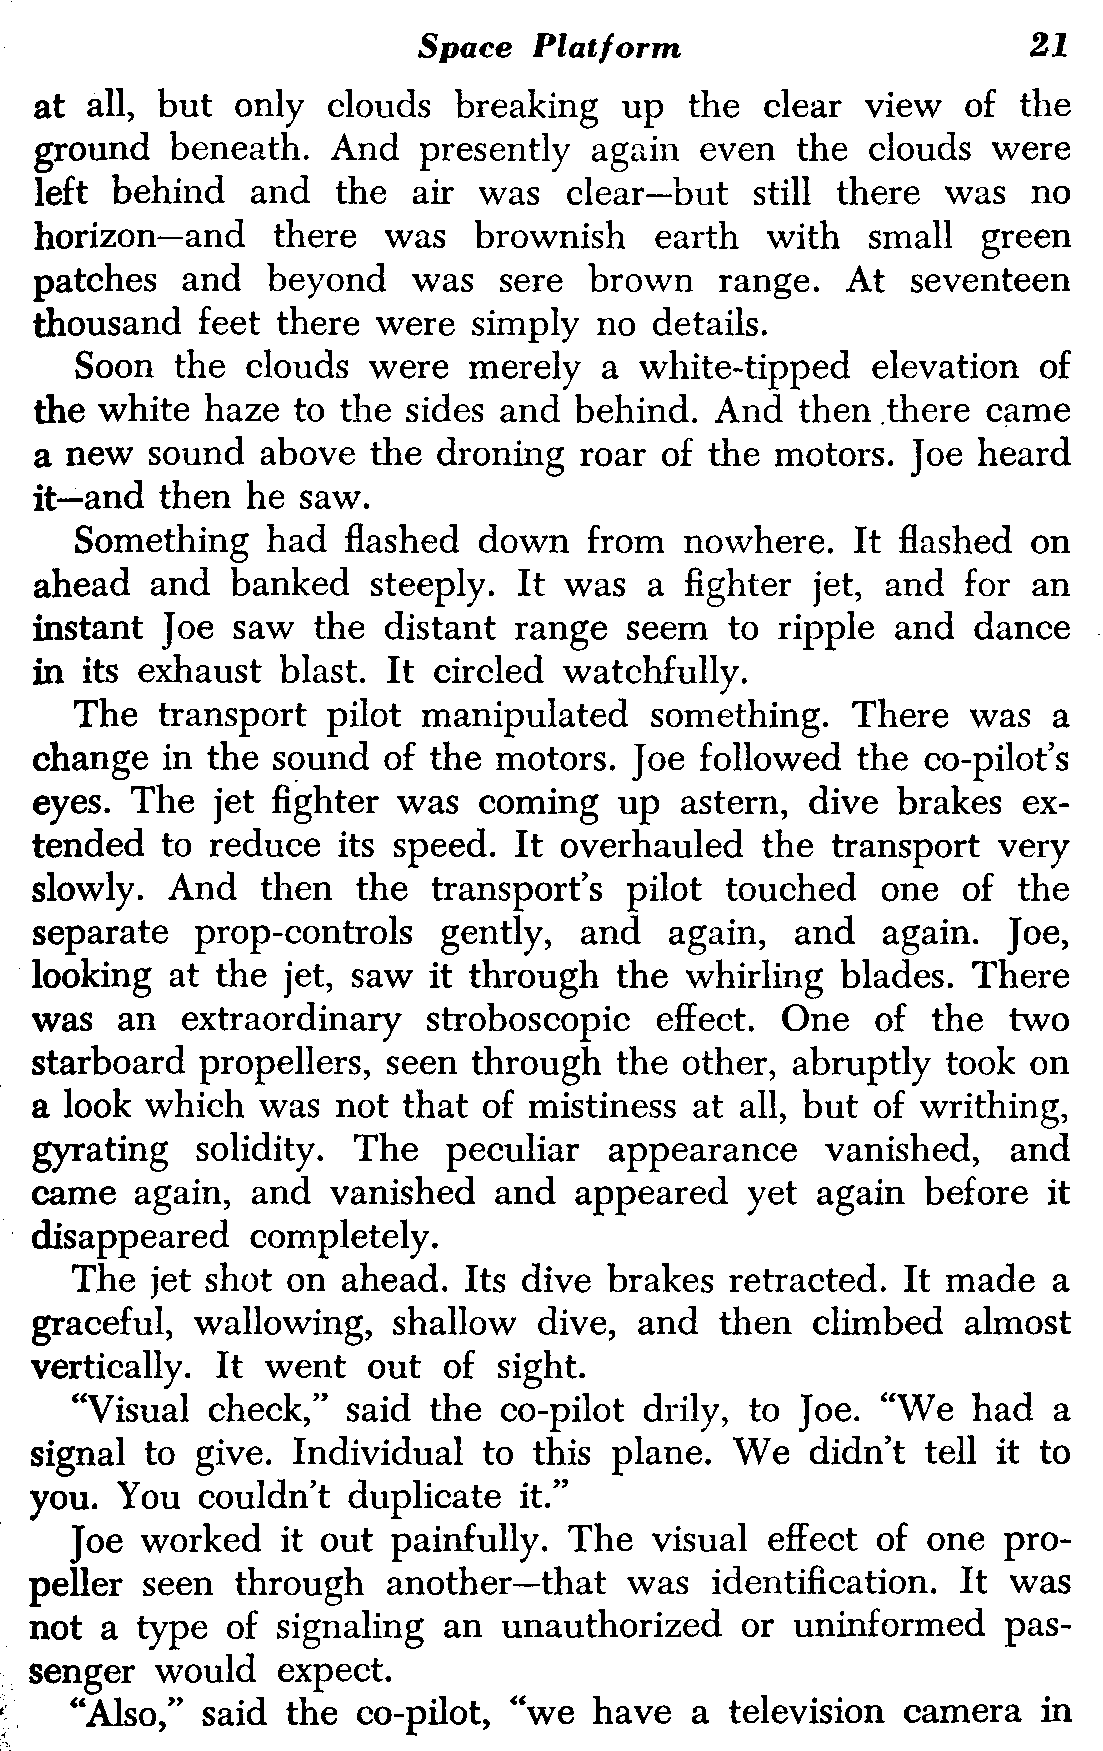 Space Platform 21
at all, but only clouds breaking up the clear view of the
ground beneath. And presently again even the clouds were
left behind and the air was clear—but still there was no
horizon—and there was brownish earth with small green
patches and beyond was sere brown range. At seventeen
thousand feet there were simply no details.
Soon the clouds were merely a white-tipped elevation of
the white haze to the sides and behind. And then there came
a new sound above the droning roar of the motors. Joe heard
it—and then he saw.
Something had flashed down from nowhere. It flashed on
ahead and banked steeply. It was a fighter jet, and for an
instant Joe saw the distant range seem to ripple and dance
in its exhaust blast. It circled watchfully.
The transport pilot manipulated something. There was a
change in the sound of the motors. Joe followed the co-pilot's
eyes. The jet fighter was coming up astern, dive brakes ex-
tended to reduce its speed. It overhauled the transport very
slowly. And then the transport's pilot touched one of the
separate prop-controls gently, and again, and again. Joe,
looking at the jet, saw it through the whirling blades. There
was an extraordinary stroboscopic effect. One of the two
starboard propellers, seen through the other, abruptly took on
a look which was not that of mistiness at all, but of writhing,
gyrating solidity. The peculiar appearance vanished, and
came again, and vanished and appeared yet again before it
disappeared completely.
The jet shot on ahead. Its dive brakes retracted. It made a
graceful, wallowing, shallow dive, and then climbed almost
vertically. It went out of sight.
“Visual check,” said the co-pilot drily, to Joe. “We had a
signal to give. Individual to this plane. We didn't tell it to
you. You couldn't duplicate it.”
Joe worked it out painfully. The visual effect of one pro-
peller seen through another—that was identification. It was
not a type of signaling an unauthorized or uninformed pas-
senger would expect.
“Also,” said the co-pilot, “we have a television camera in